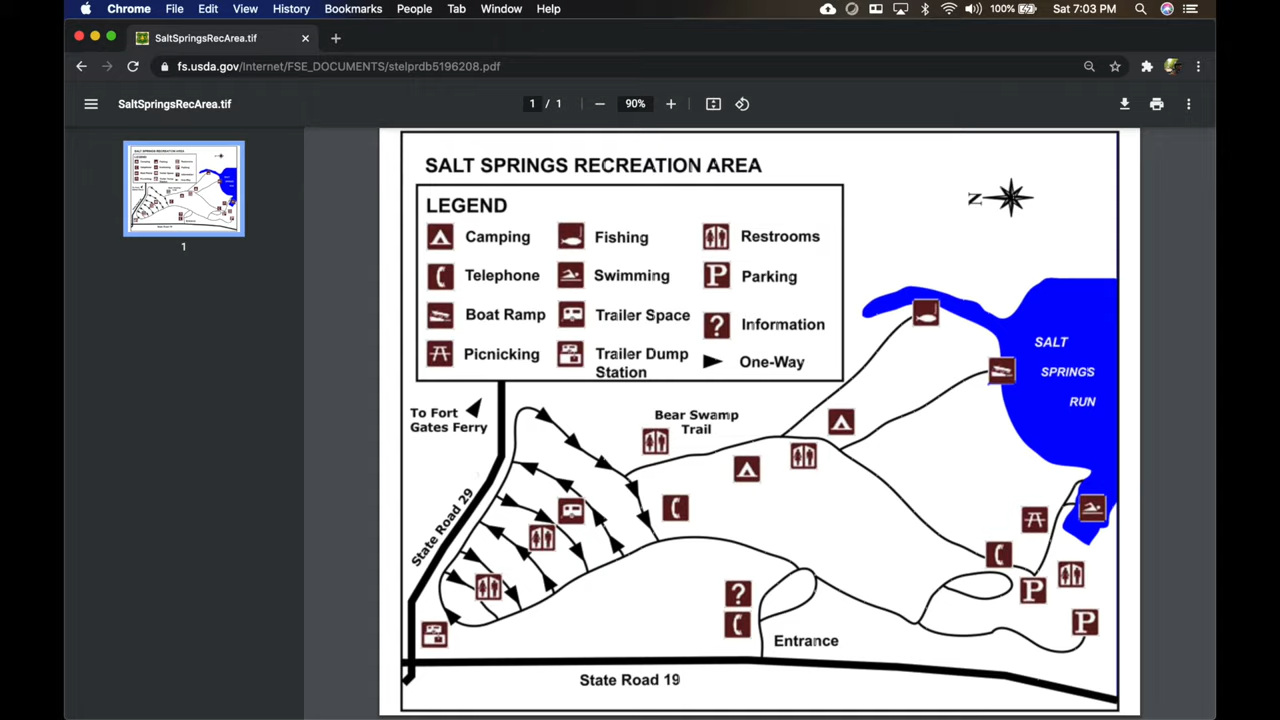 Chrome File Edit View History Bookmarks People Tab Window Help 100% Sat 7:03 PM
SaltSpringsRecArea.tif
fs.usda.gov/Internet/FSE_DOCUMENTS/stelprdb5196208.pdf
SaltSpringsRecArea.tif 1 / 1 90%
SALT SPRINGS RECREATION AREA
LEGEND
Camping Fishing Restrooms
Telephone Swimming Parking
Boat Ramp Trailer Space Information
Picnicking Trailer Dump Station One-Way
N
SALT
SPRINGS
RUN
To Fort
Gates Ferry
Bear Swamp
Trail
State Road 29
?
P
P
Entrance
State Road 19
1